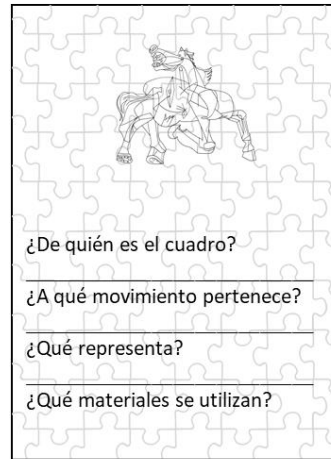 ¿De quién es el cuadro?
¿A qué movimiento pertenece?
¿Qué representa?
¿Qué materiales se utilizan?